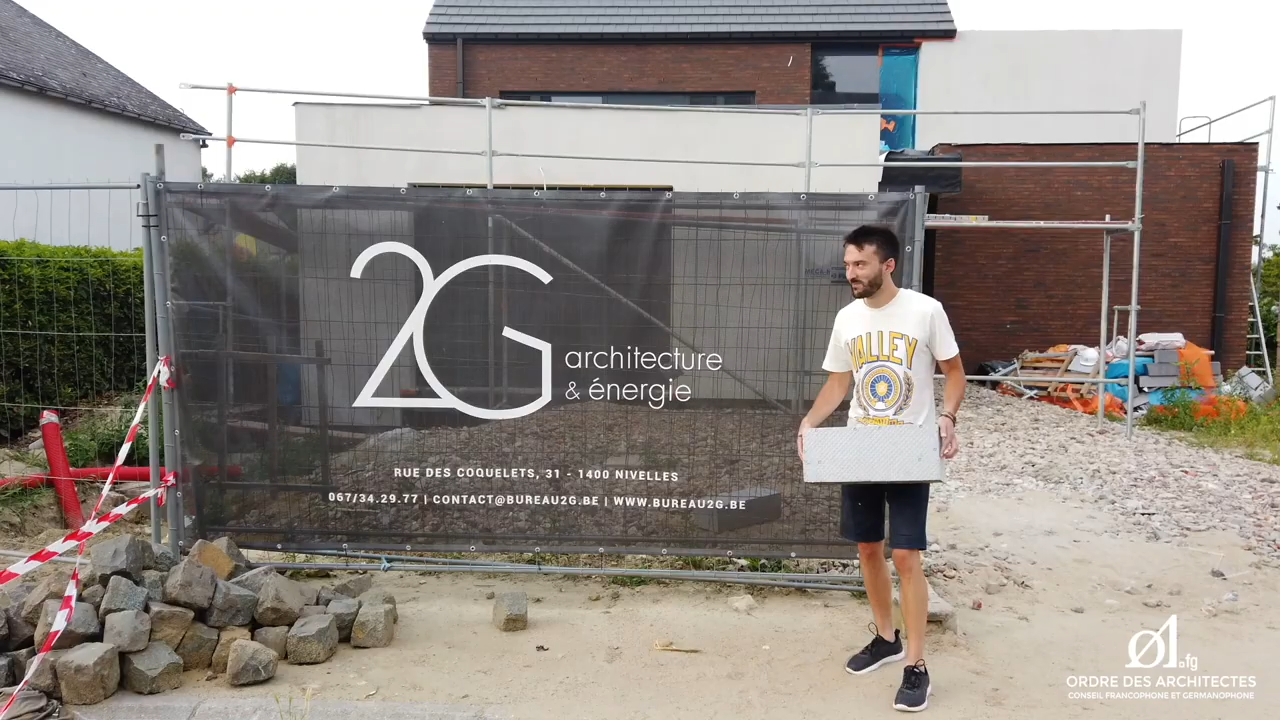 2G
architecture
& énergie
RUE DES COQUELETS, 31 - 1400 NIVELLES
067/34.29.77 | CONTACT@BUREAU2G.BE | WWW.BUREAU2G.BE
VALLEY
01.fg
ORDRE DES ARCHITECTES
CONSEIL FRANCOPHONE ET GERMANOPHONE